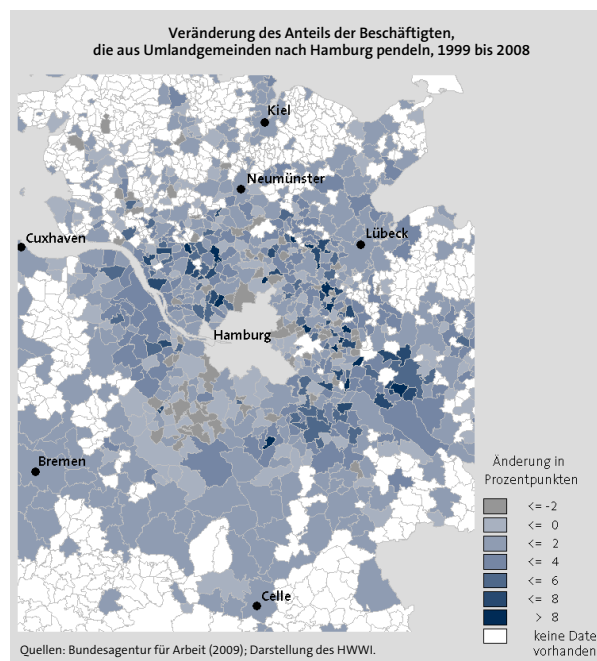 Veränderung des Anteils der Beschäftigten,
die aus Umlandgemeinden nach Hamburg pendeln, 1999 bis 2008
Kiel
Neumünster
Cuxhaven
Lübeck
Hamburg
Bremen
Celle
Änderung in
Prozentpunkten
<= -2
<= 0
<= 2
<= 4
<= 6
<= 8
> 8
keine Date
vorhanden
Quellen: Bundesagentur für Arbeit (2009); Darstellung des HWWI.